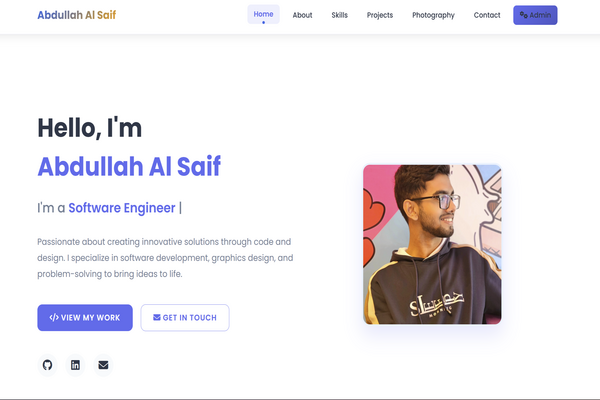 Abdullah Al Saif
Home About Skills Projects Photography Contact Admin
Hello, I'm
Abdullah Al Saif
I'm a Software Engineer |
Passionate about creating innovative solutions through code and
design. I specialize in software development, graphics design, and
problem-solving to bring ideas to life.
VIEW MY WORK GET IN TOUCH